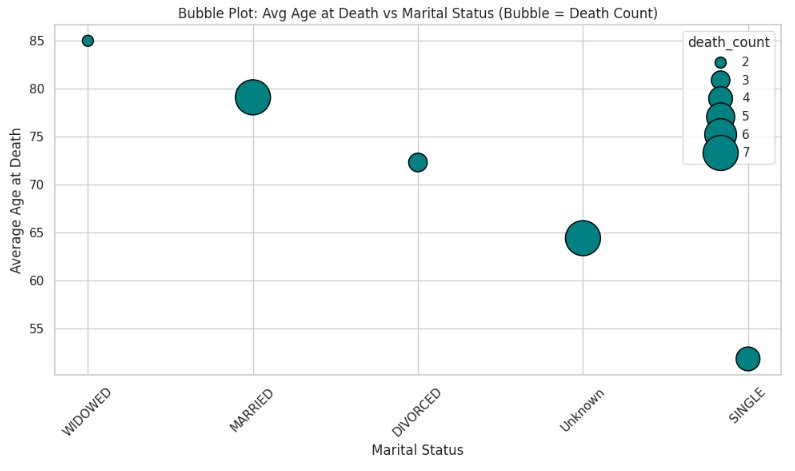 Bubble Plot: Avg Age at Death vs Marital Status (Bubble = Death Count)
death_count
2
3
4
5
6
7
85
80
75
70
65
60
55
Average Age at Death
WIDOWED
MARRIED
DIVORCED
Unknown
SINGLE
Marital Status